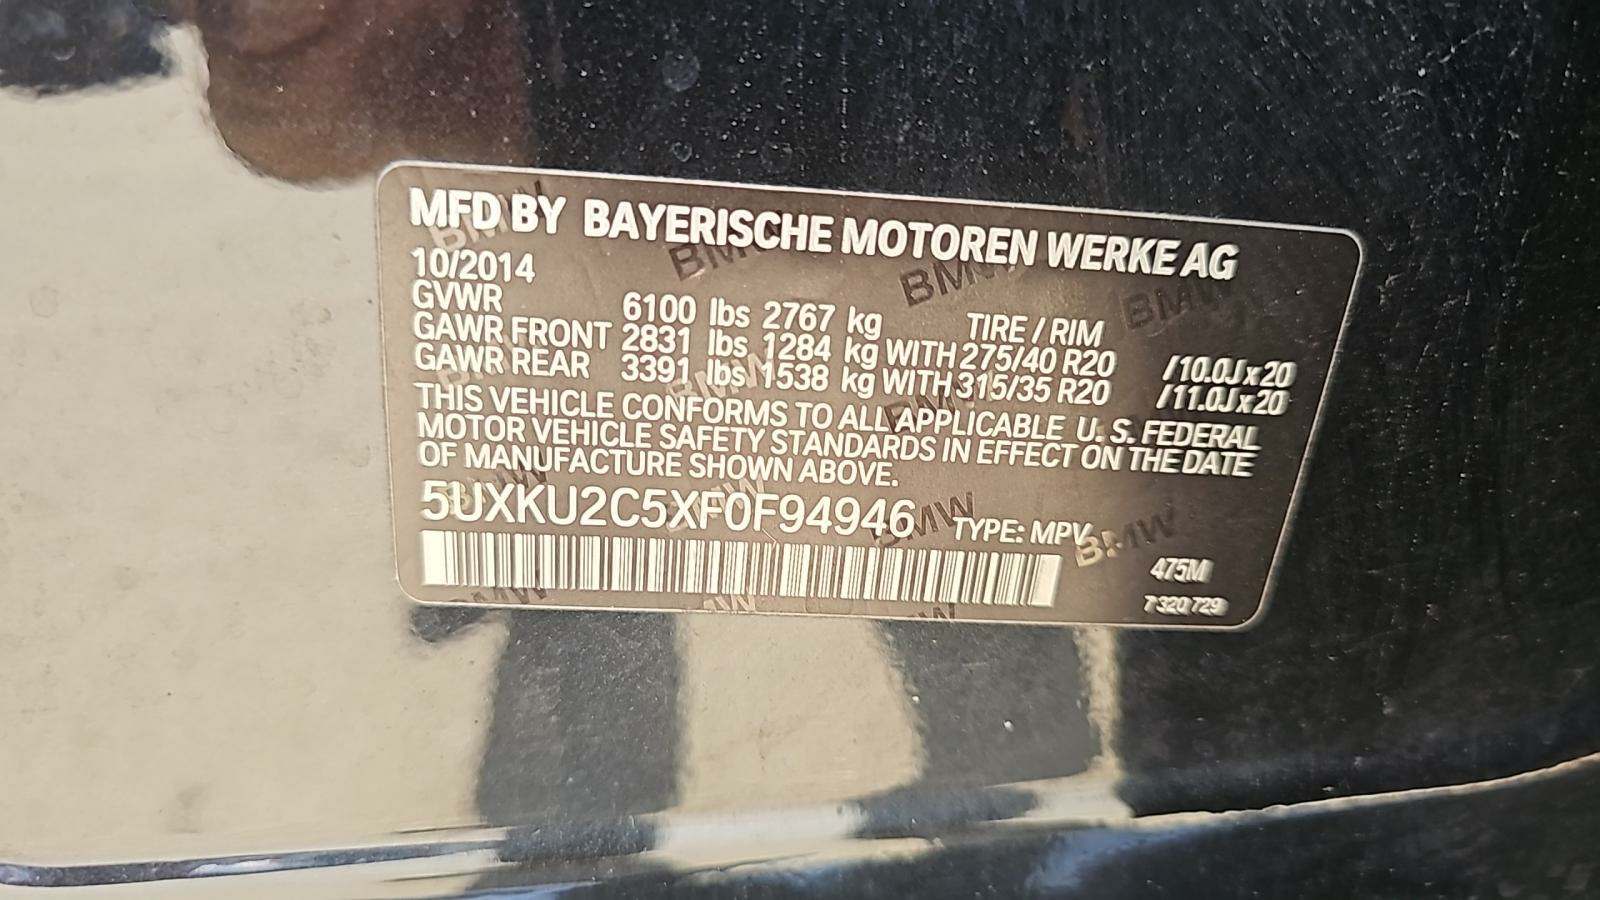 MFD BY BAYERISCHE MOTOREN WERKE AG
10/2014
GVWR 6100 lbs 2767 kg TIRE / RIM
GAWR FRONT 2831 lbs 1284 kg WITH 275/40 R20 /10.0Jx20
GAWR REAR 3391 lbs 1538 kg WITH 315/35 R20 /11.0Jx20
THIS VEHICLE CONFORMS TO ALL APPLICABLE U.S. FEDERAL
MOTOR VEHICLE SAFETY STANDARDS IN EFFECT ON THE DATE
OF MANUFACTURE SHOWN ABOVE.
5UXKU2C5XF0F94946 TYPE: MPV
475M
7 320 729